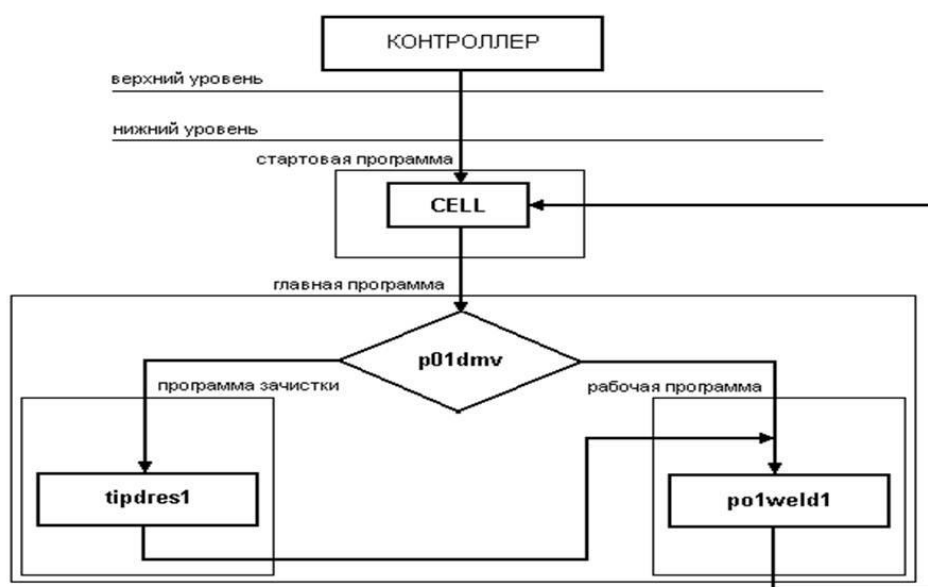 КОНТРОЛЛЕР
верхний уровень
нижний уровень
стартовая программа
CELL
главная программа
p01dmv
программа зачистки
рабочая программа
tipdres1
po1weld1